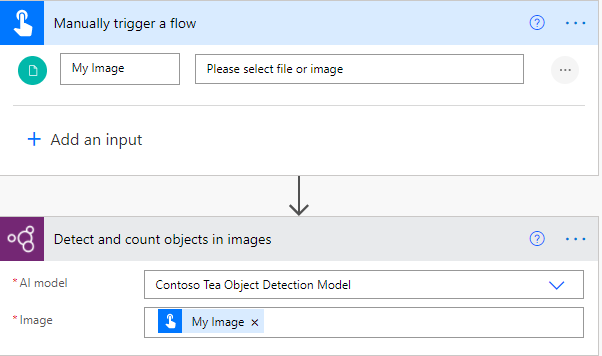 Manually trigger a flow
My Image
Please select file or image
+ Add an input
Detect and count objects in images
* AI model
Contoso Tea Object Detection Model
* Image
My Image ×